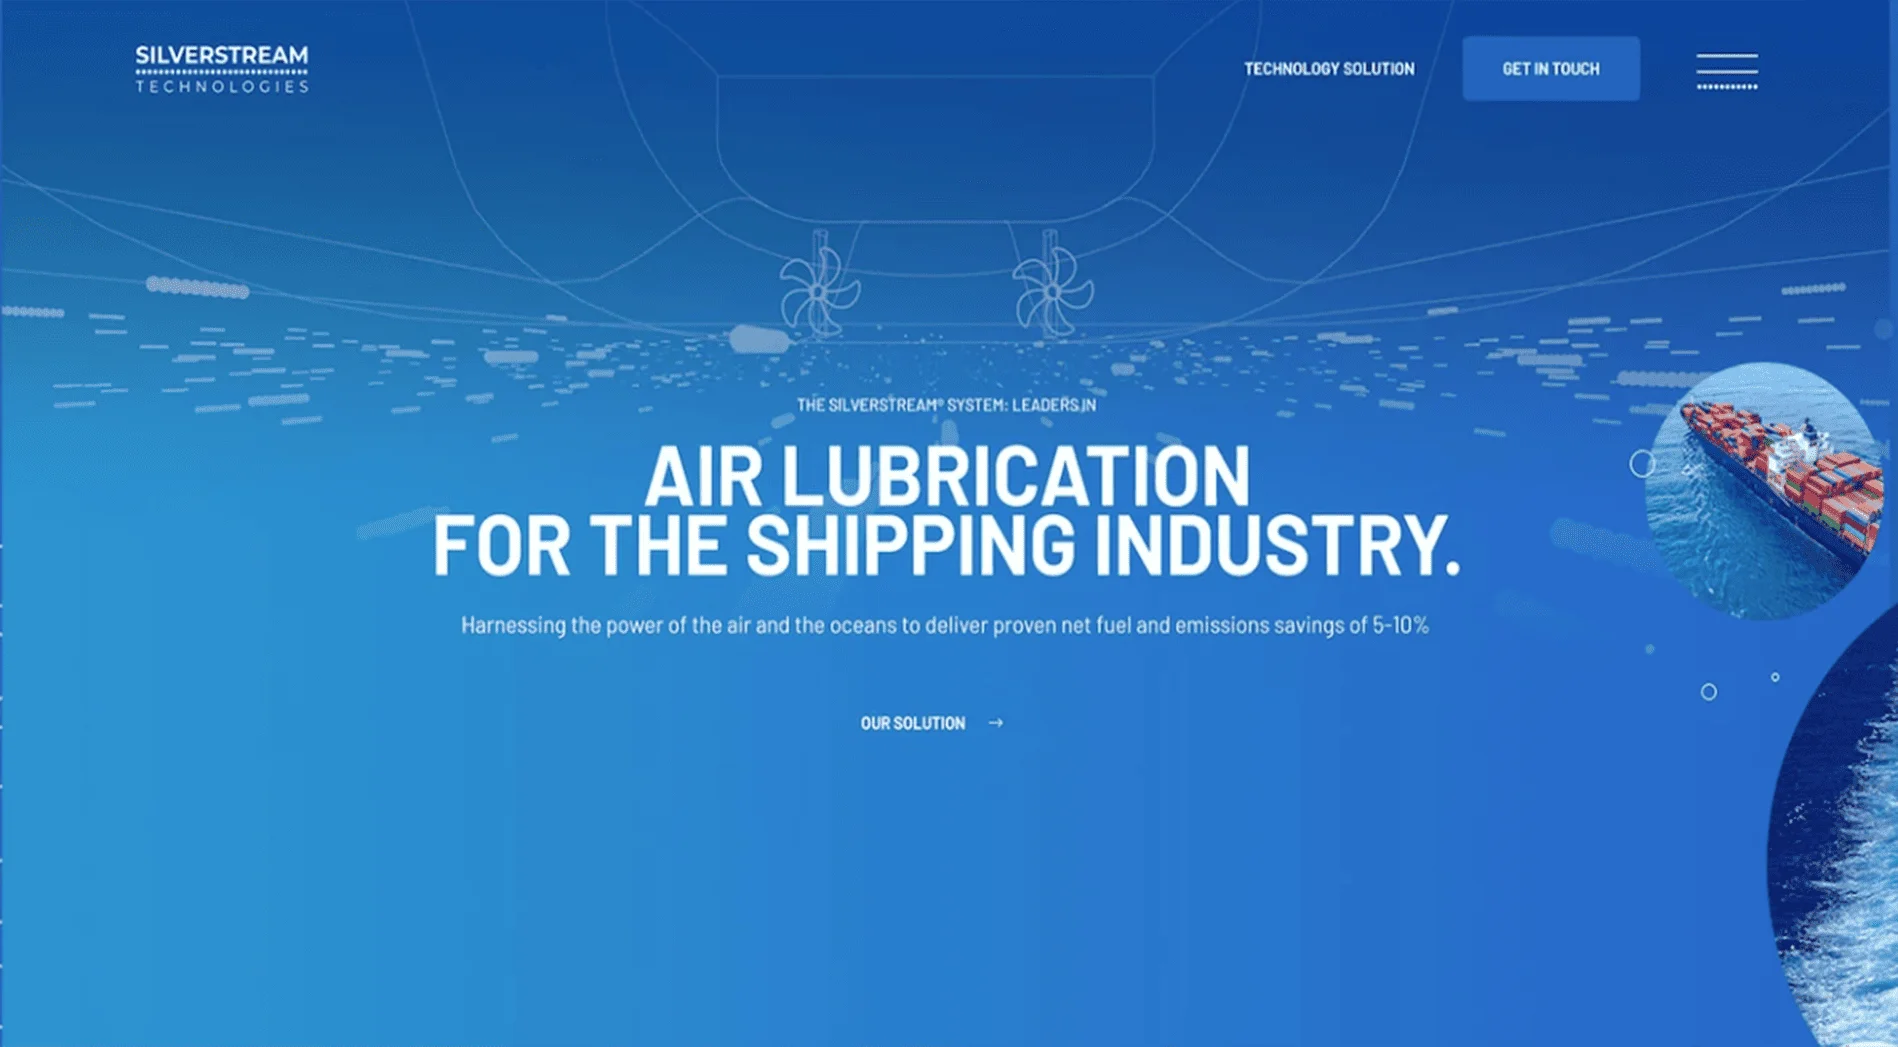 SILVERSTREAM
TECHNOLOGIES
TECHNOLOGY SOLUTION
GET IN TOUCH
THE SILVERSTREAM® SYSTEM: LEADERS IN
AIR LUBRICATION
FOR THE SHIPPING INDUSTRY.
Harnessing the power of the air and the oceans to deliver proven net fuel and emissions savings of 5-10%
OUR SOLUTION →